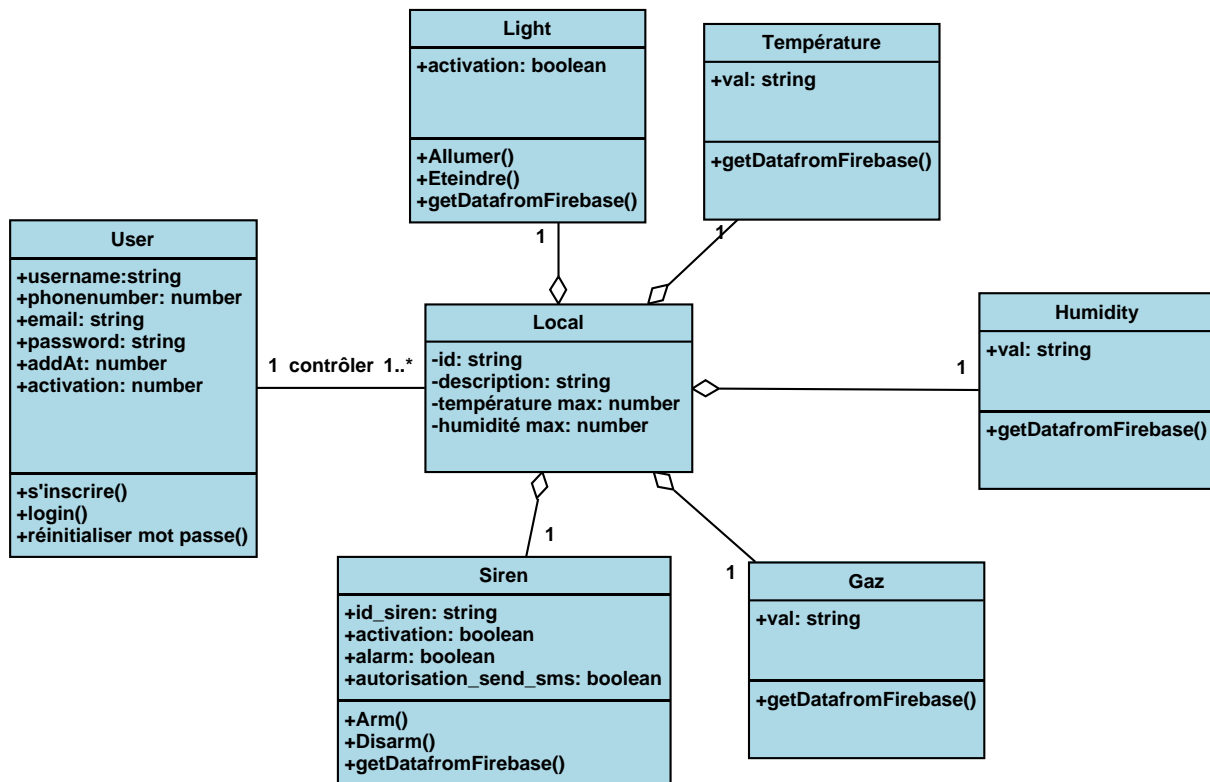 Light
+activation: boolean
+Allumer()
+Eteindre()
+getDatafromFirebase()
1
Température
+val: string
+getDatafromFirebase()
1
User
+username:string
+phonenumber: number
+email: string
+password: string
+addAt: number
+activation: number
+s'inscrire()
+login()
+réinitialiser mot passe()
1 contrôler 1..*
Local
-id: string
-description: string
-température max: number
-humidité max: number
1
Humidity
+val: string
+getDatafromFirebase()
1
Siren
+id_siren: string
+activation: boolean
+alarm: boolean
+autorisation_send_sms: boolean
+Arm()
+Disarm()
+getDatafromFirebase()
1
Gaz
+val: string
+getDatafromFirebase()